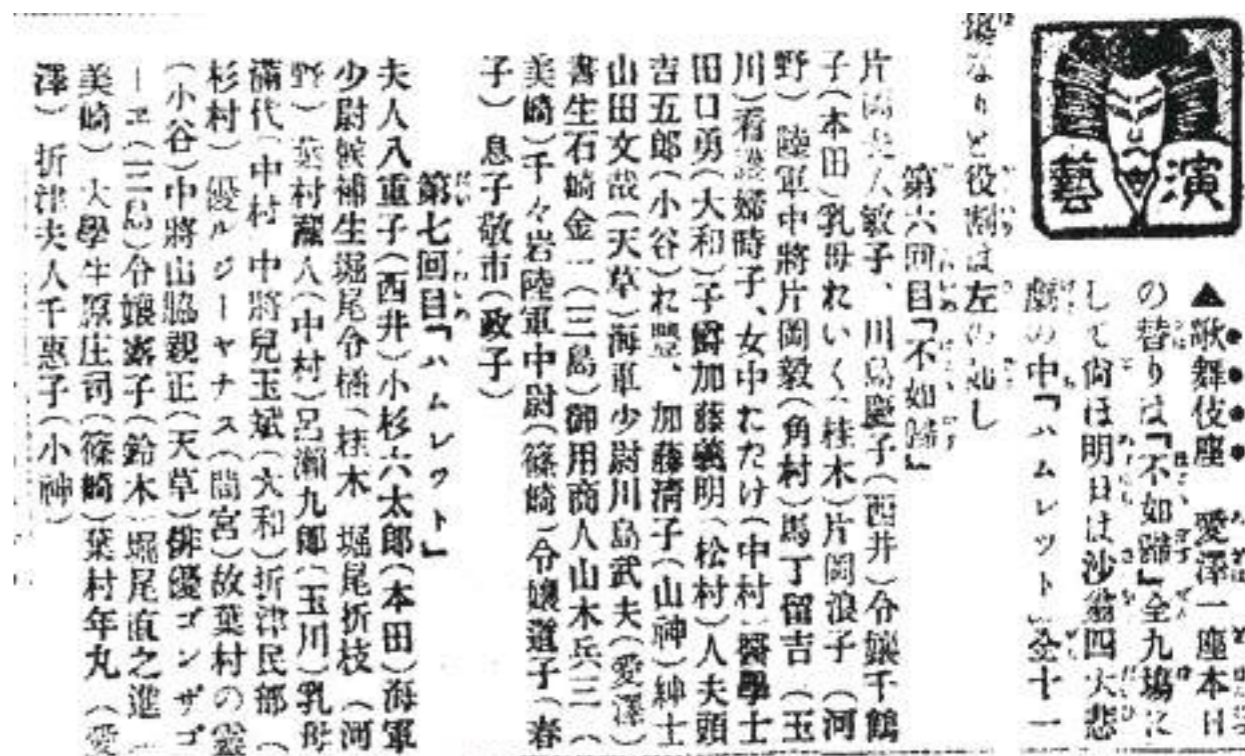 演藝
▲歌舞伎座 愛澤一座本日
の替りは『不如歸』全九塲に
して尙ほ明日は沙翁四大悲
劇の中『ハムレット』全十一
塲なりと役割は左の如し
第六回目『不如歸』
片岡夫人敏子、川島慶子(西井)令孃千鶴
子(本田)乳母れいく(桂木)片岡浪子(河
野)陸軍中將片岡毅(角村)馬丁留吉(玉
川)看護婦時子、女中たけ(中村)醫學士
田口勇(大和)子爵加藤義明(松村)人夫頭
吉五郎(小谷)れ豐、加藤淸子(山神)紳士
山田文哉(天草)海軍少尉川島武夫(愛澤)
書生石崎金一(三島)御用商人山木兵三(
美崎)千々岩陸軍中尉(篠崎)令孃道子(春
子)息子敬市(政子)
第七回目『ハムレット』
夫人八重子(西井)小杉六太郎(本田)海軍
少尉候補生堀尾令橘(桂木 堀尾折枝(河
野)葉村藏人(中村)呂瀨九郎(玉川)乳母
滿代(中村 中將兒玉斌(大和)折津民部(
杉村)優ルジーヤナス(間宮)故葉村の靈
(小谷)中將山脇親正(天草)俳優ゴンザゴ
ーヱ(三島)令孃露子(鈴木 堀尾直之進(
美崎)大學生原庄司(篠崎)葉村年丸(愛
澤)折津夫人千惠子(小神)